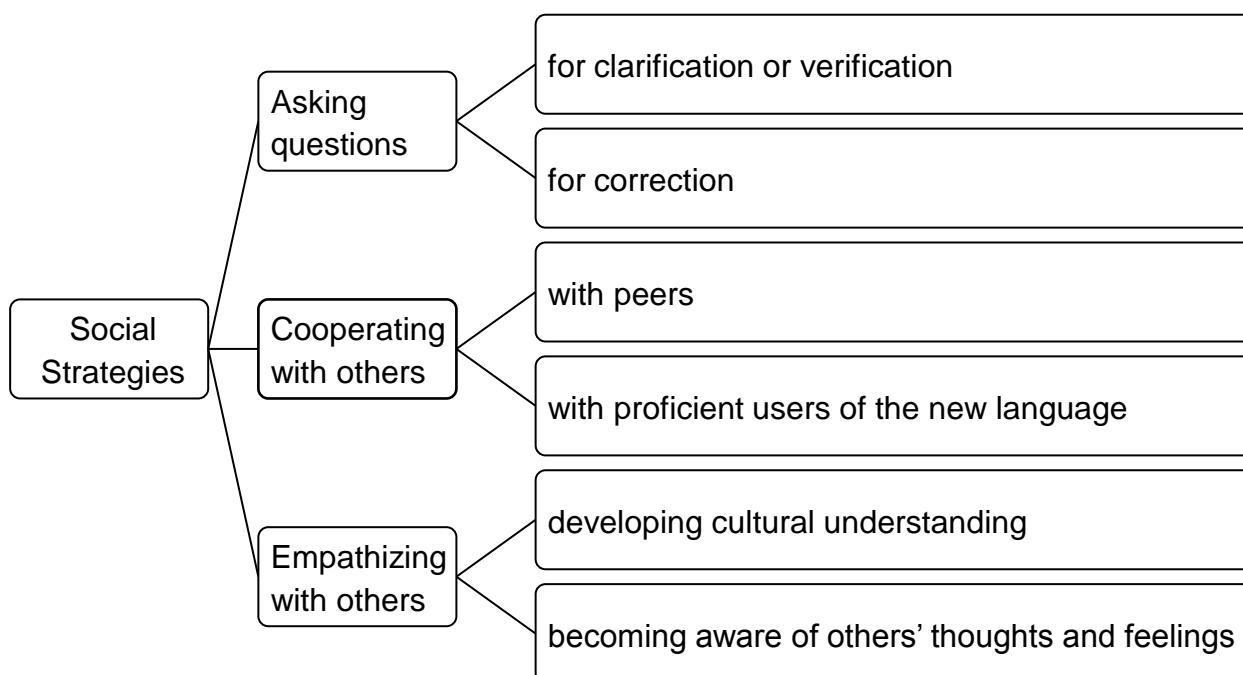 Social
Strategies
Asking
questions
for clarification or verification
for correction
Cooperating
with others
with peers
with proficient users of the new language
Empathizing
with others
developing cultural understanding
becoming aware of others’ thoughts and feelings